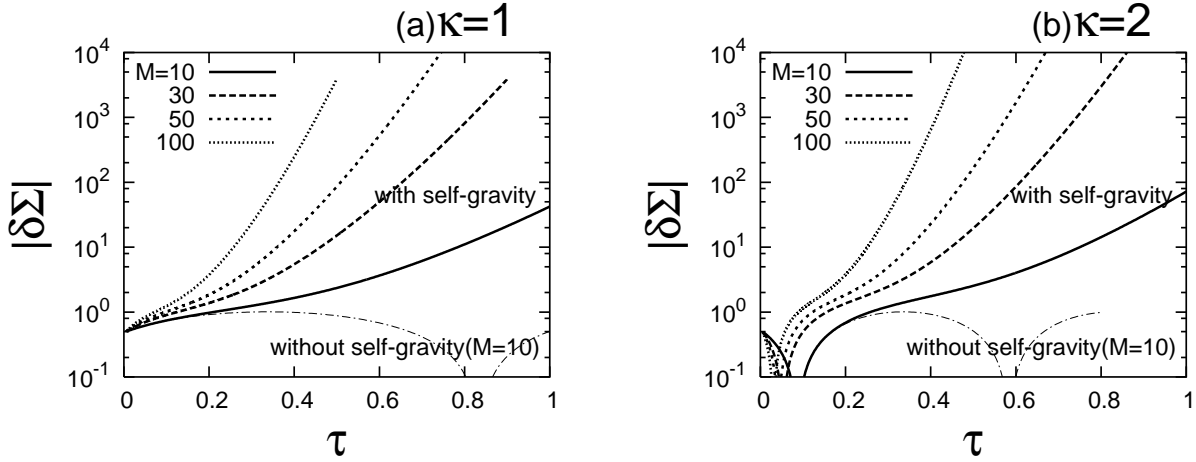 (a)κ=1
10^4
10^3
10^2
10^1
10^0
10^-1
|δΣ|
M=10
30
50
100
with self-gravity
without self-gravity(M=10)
0 0.2 0.4 0.6 0.8 1
τ
(b)κ=2
10^4
10^3
10^2
10^1
10^0
10^-1
|δΣ|
M=10
30
50
100
with self-gravity
without self-gravity(M=10)
0 0.2 0.4 0.6 0.8 1
τ